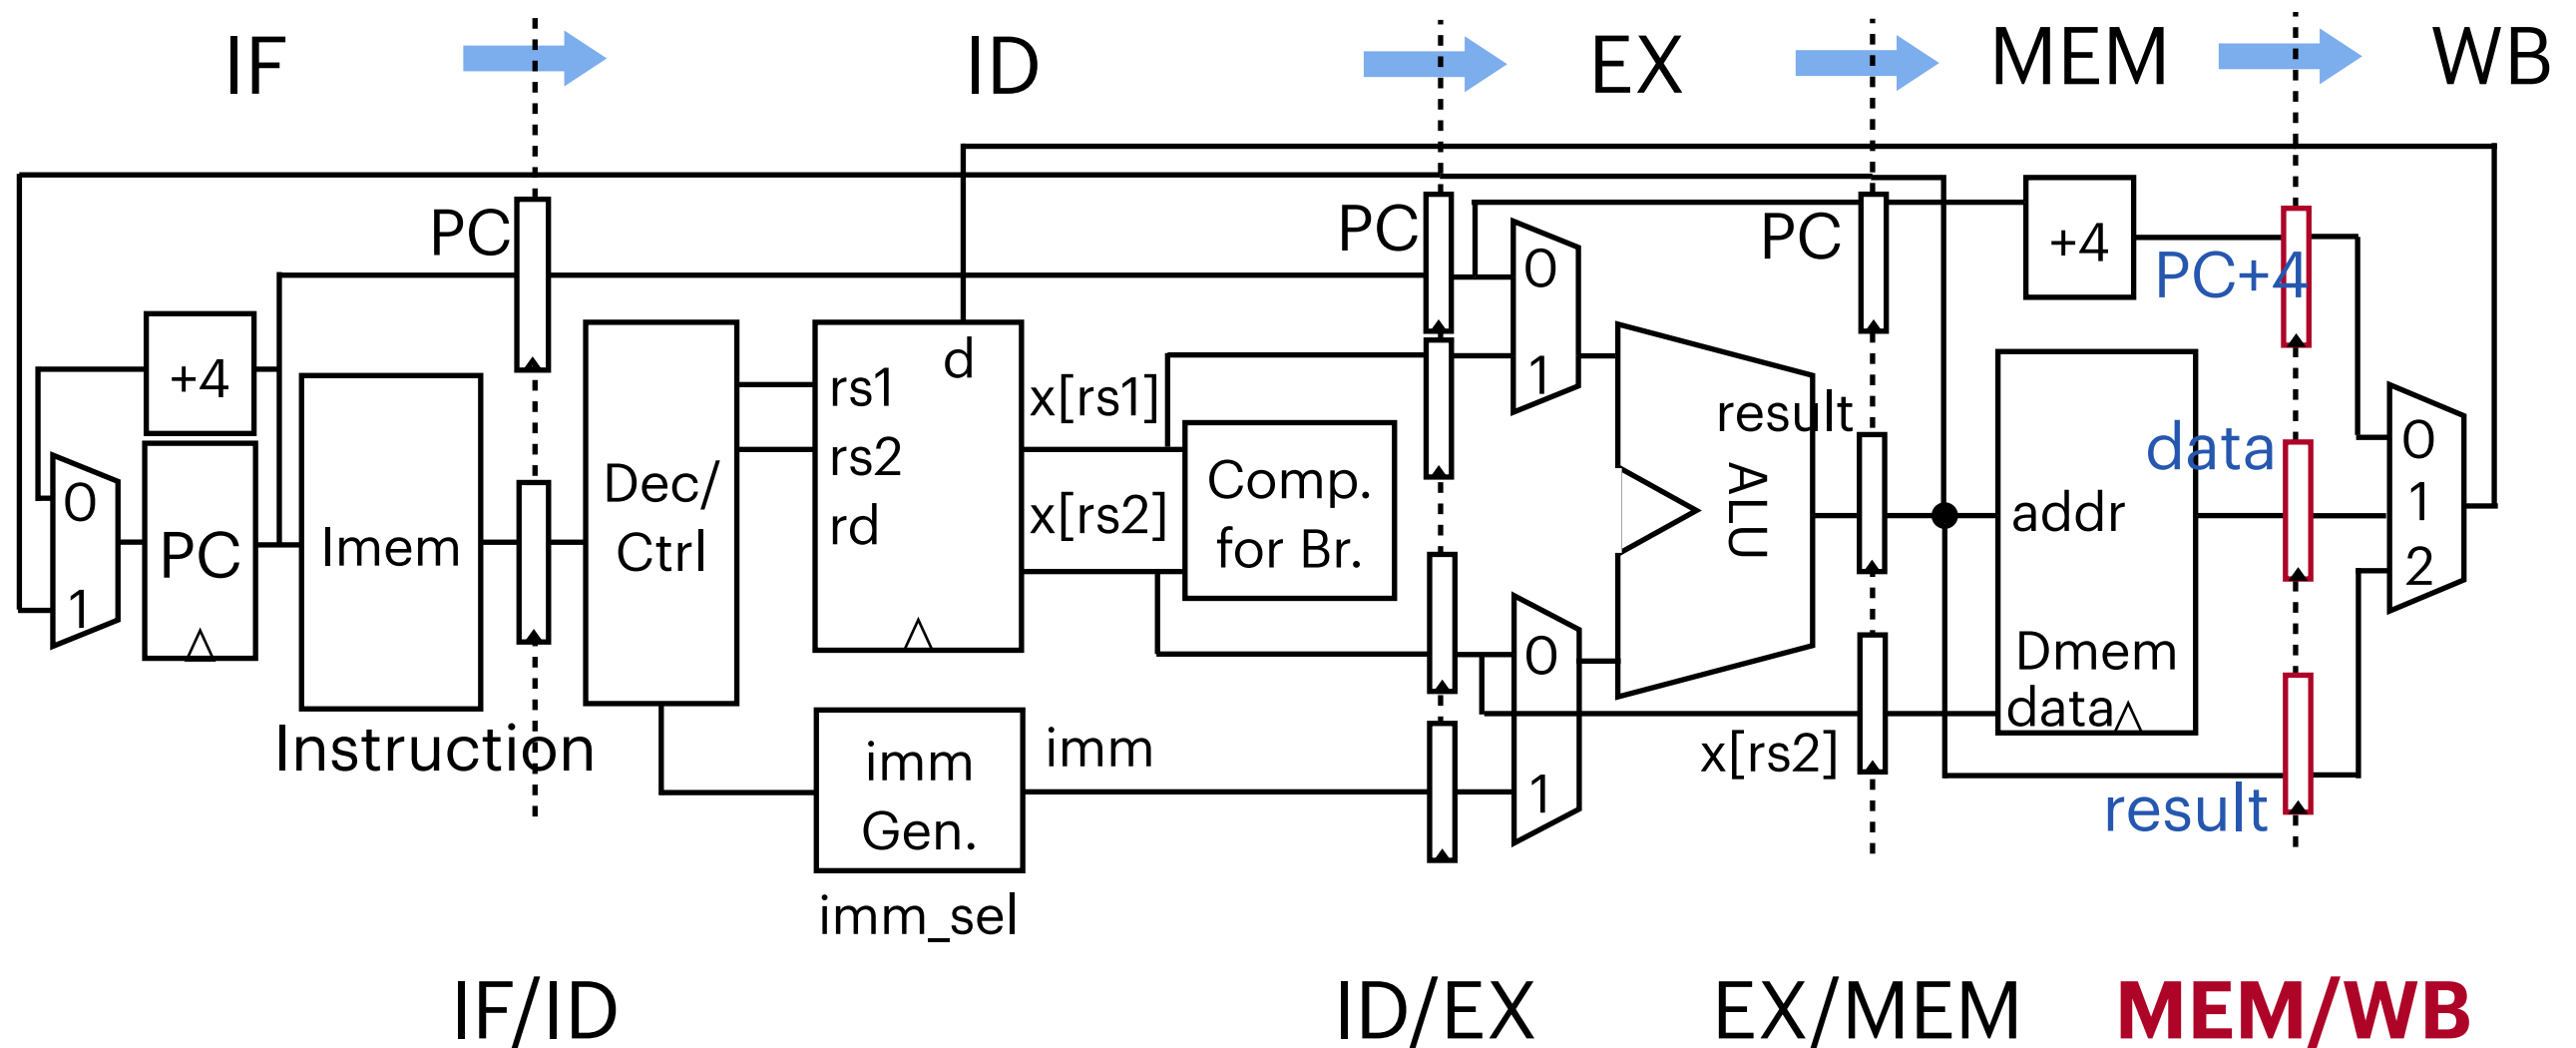 IF
ID
EX
MEM
WB
PC
PC
PC
+4
PC+4
+4
0
1
PC
Imem
Instruction
Dec/
Ctrl
d
rs1
rs2
rd
x[rs1]
x[rs2]
Comp.
for Br.
imm
Gen.
imm
imm_sel
0
1
0
1
result
ALU
x[rs2]
addr
Dmem
data
data
result
0
1
2
IF/ID
ID/EX
EX/MEM
MEM/WB